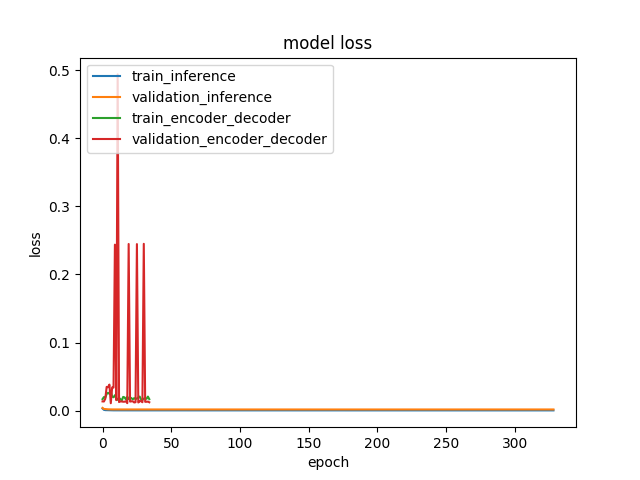 model loss
train_inference
validation_inference
train_encoder_decoder
validation_encoder_decoder
loss
0.5
0.4
0.3
0.2
0.1
0.0
0 50 100 150 200 250 300
epoch